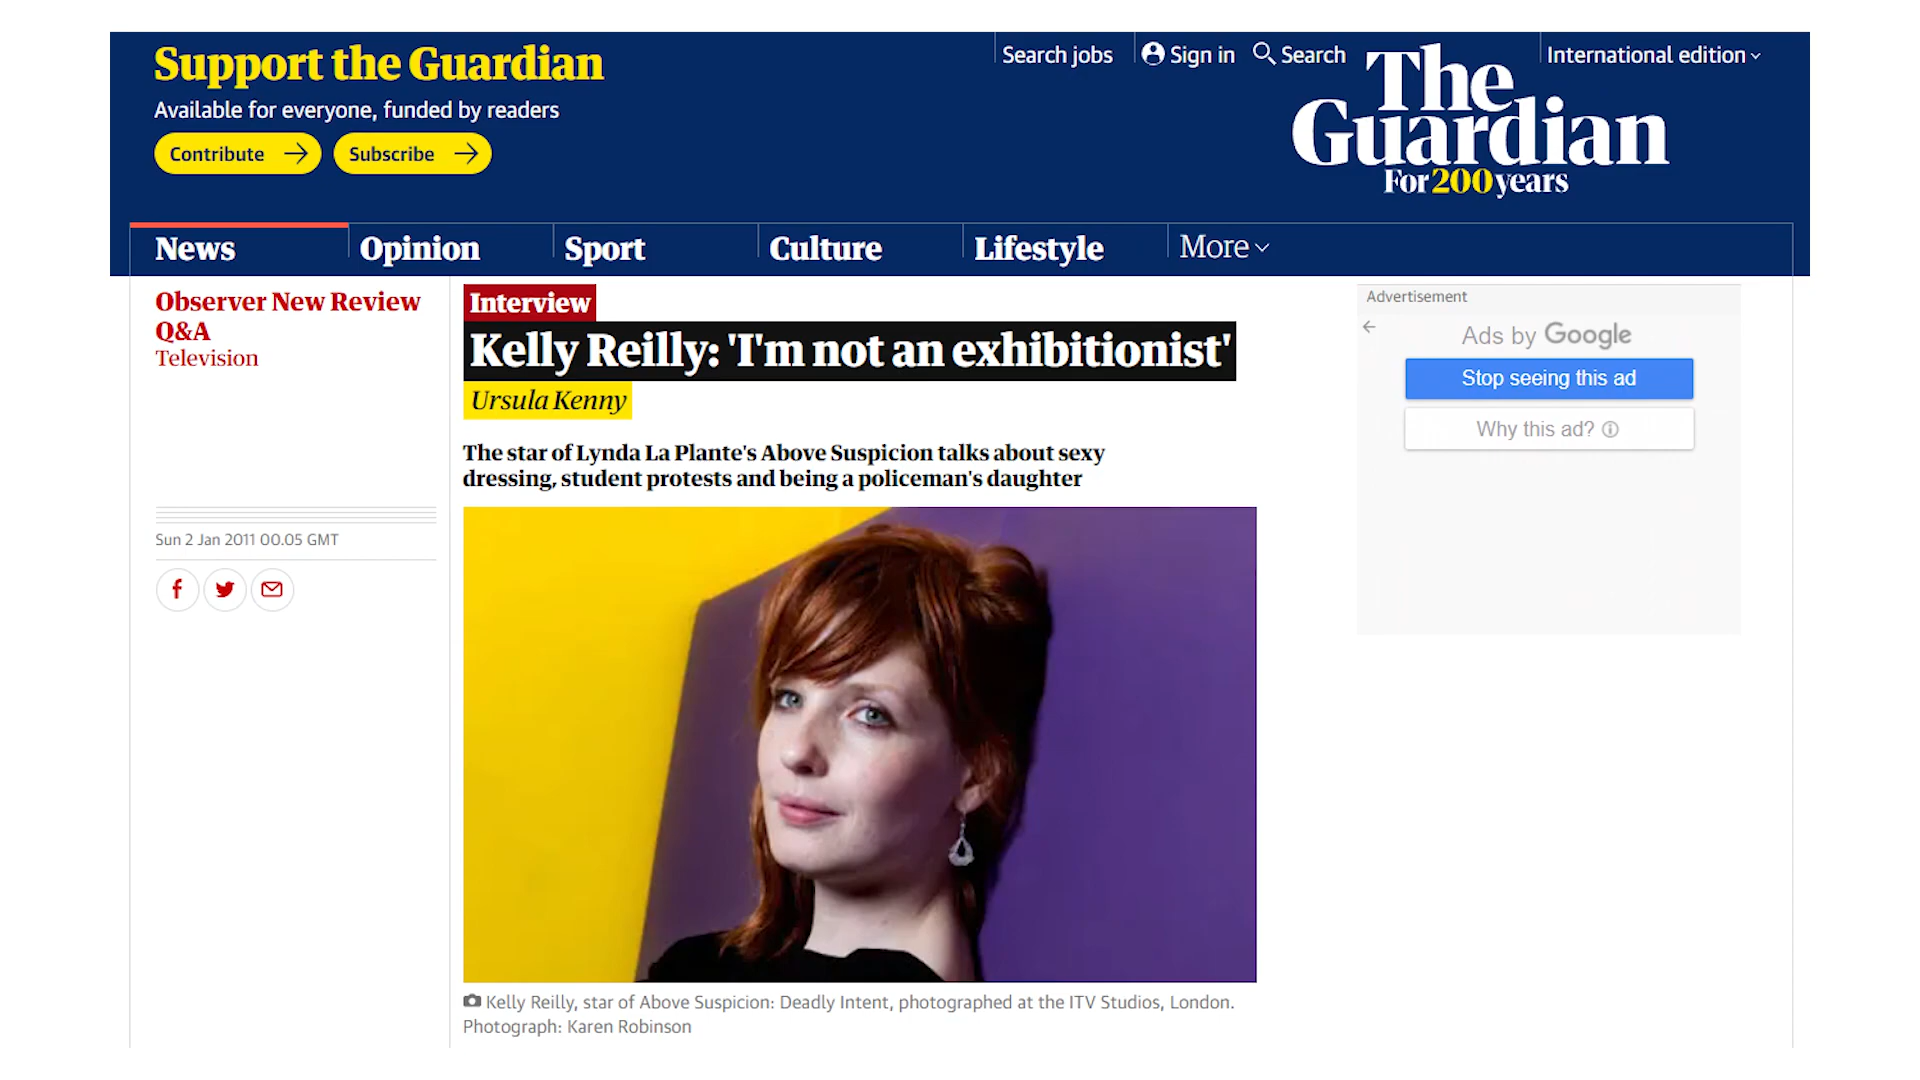 Support the Guardian
Available for everyone, funded by readers
Contribute
Subscribe
Search jobs
Sign in
Search
International edition
The
Guardian
For 200 years
News
Opinion
Sport
Culture
Lifestyle
More
Observer New Review
Q&A
Television
Sun 2 Jan 2011 00.05 GMT
Interview
Kelly Reilly: 'I'm not an exhibitionist'
Ursula Kenny
The star of Lynda La Plante's Above Suspicion talks about sexy
dressing, student protests and being a policeman's daughter
Kelly Reilly, star of Above Suspicion: Deadly Intent, photographed at the ITV Studios, London.
Photograph: Karen Robinson
Advertisement
Ads by Google
Stop seeing this ad
Why this ad?